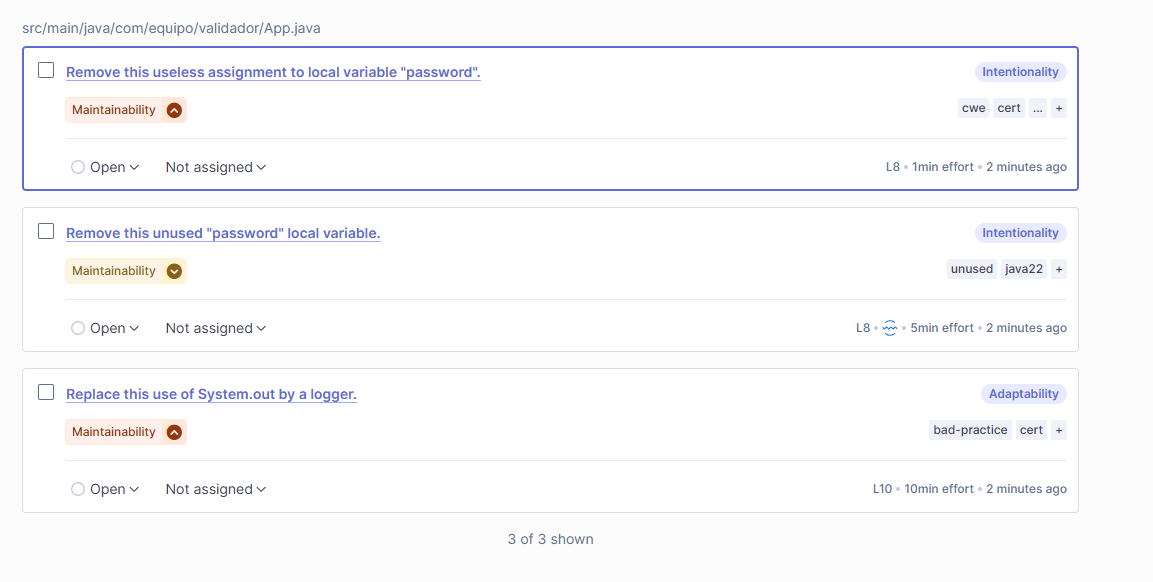 src/main/java/com/equipo/validador/App.java
Remove this useless assignment to local variable "password". Intentionality
Maintainability cwe cert ... +
Open Not assigned L8 • 1min effort • 2 minutes ago
Remove this unused "password" local variable. Intentionality
Maintainability unused java22 +
Open Not assigned L8 • • 5min effort • 2 minutes ago
Replace this use of System.out by a logger. Adaptability
Maintainability bad-practice cert +
Open Not assigned L10 • 10min effort • 2 minutes ago
3 of 3 shown